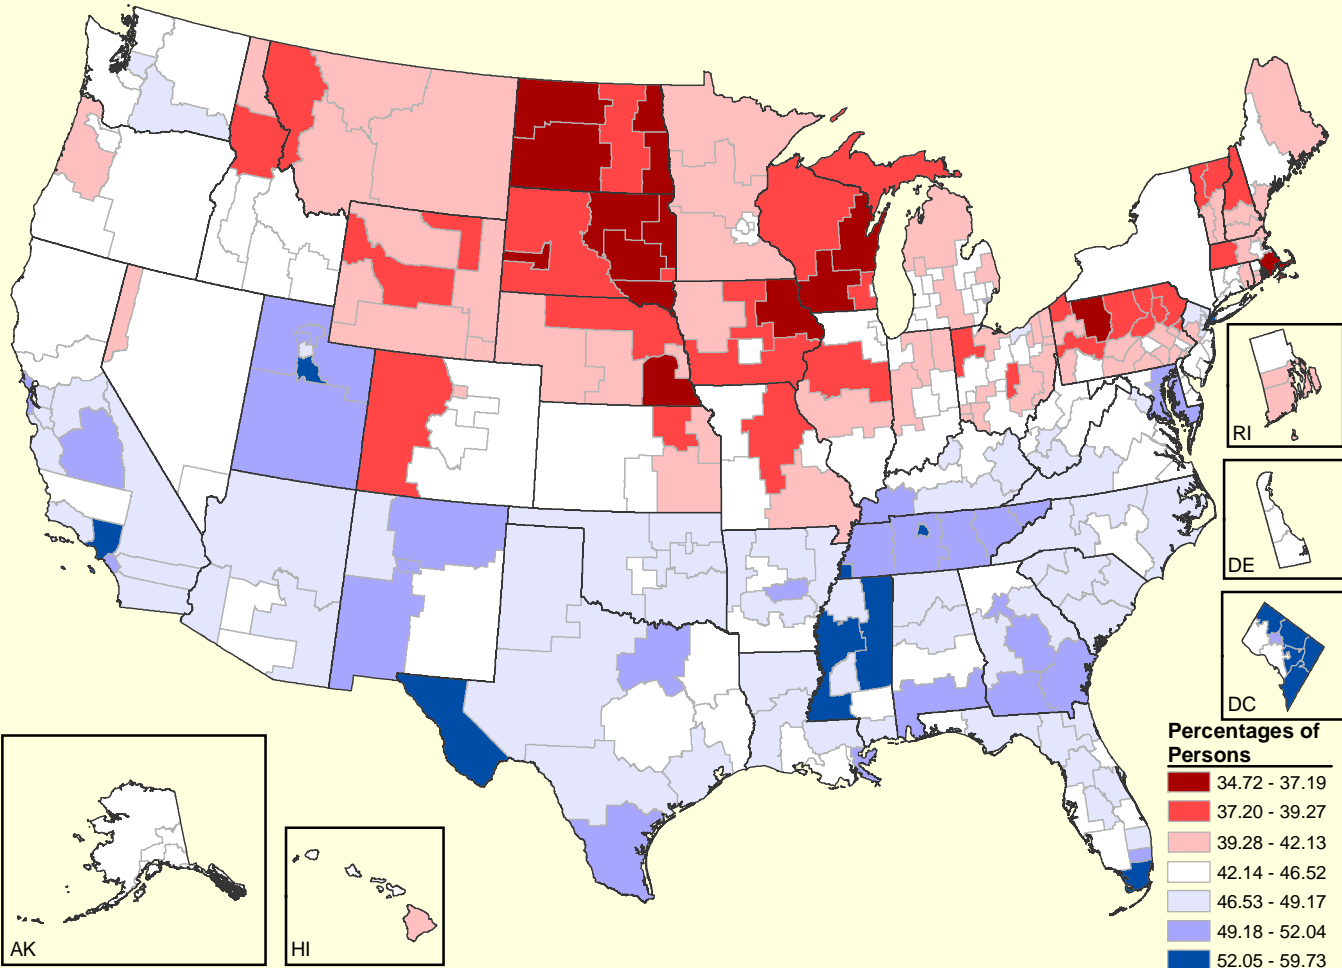 RI
DE
DC
AK
HI
Percentages of
Persons
34.72 - 37.19
37.20 - 39.27
39.28 - 42.13
42.14 - 46.52
46.53 - 49.17
49.18 - 52.04
52.05 - 59.73